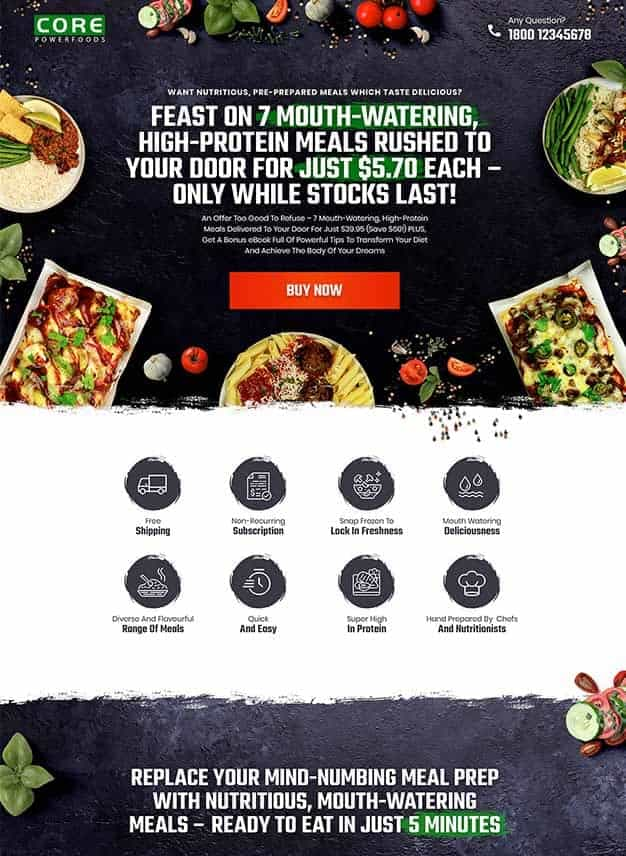 CORE
POWERFOODS
Any Question?
1800 12345678
WANT NUTRITIOUS, PRE-PREPARED MEALS WHICH TASTE DELICIOUS?
FEAST ON 7 MOUTH-WATERING,
HIGH-PROTEIN MEALS RUSHED TO
YOUR DOOR FOR JUST $5.70 EACH –
ONLY WHILE STOCKS LAST!
An Offer Too Good To Refuse – 7 Mouth-Watering, High-Protein
Meals Delivered To Your Door For Just $39.95 (Save $60!) PLUS,
Get A Bonus eBook Full Of Powerful Tips To Transform Your Diet
And Achieve The Body Of Your Dreams
BUY NOW
Free
Shipping
Non-Recurring
Subscription
Snap Frozen To
Lock In Freshness
Mouth Watering
Deliciousness
Diverse And Flavourful
Range Of Meals
Quick
And Easy
Super High
In Protein
Hand Prepared By Chefs
And Nutritionists
REPLACE YOUR MIND-NUMBING MEAL PREP
WITH NUTRITIOUS, MOUTH-WATERING
MEALS – READY TO EAT IN JUST 5 MINUTES